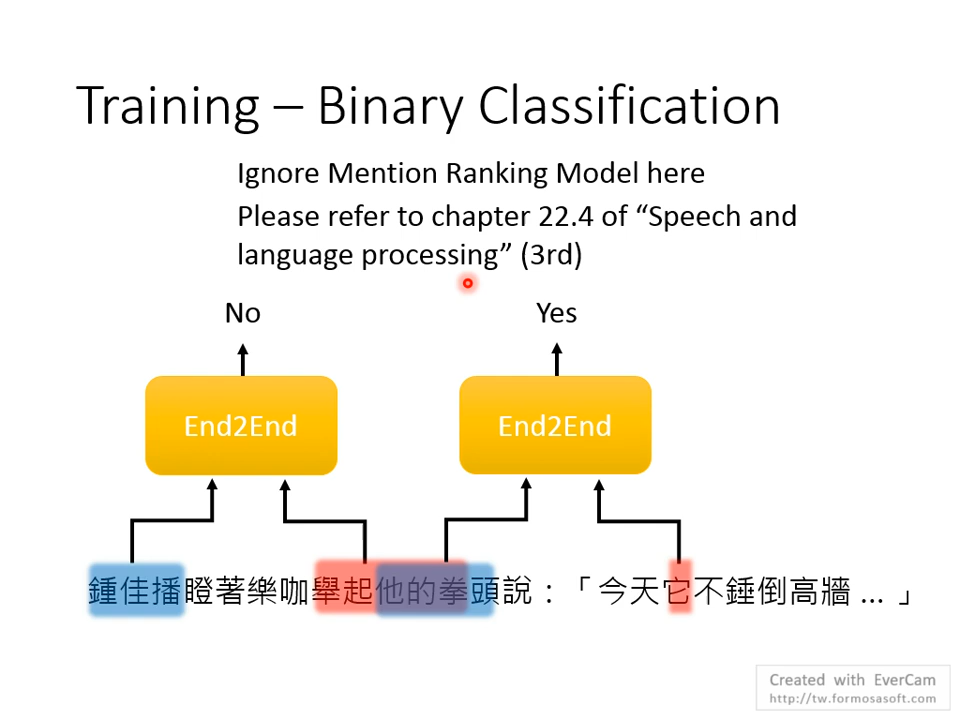 Training – Binary Classification
Ignore Mention Ranking Model here
Please refer to chapter 22.4 of “Speech and
language processing” (3rd)
No
Yes
End2End
End2End
鍾佳播瞪著樂咖舉起他的拳頭說：「今天它不錘倒高牆 ... 」
Created with EverCam
http://tw.formosasoft.com